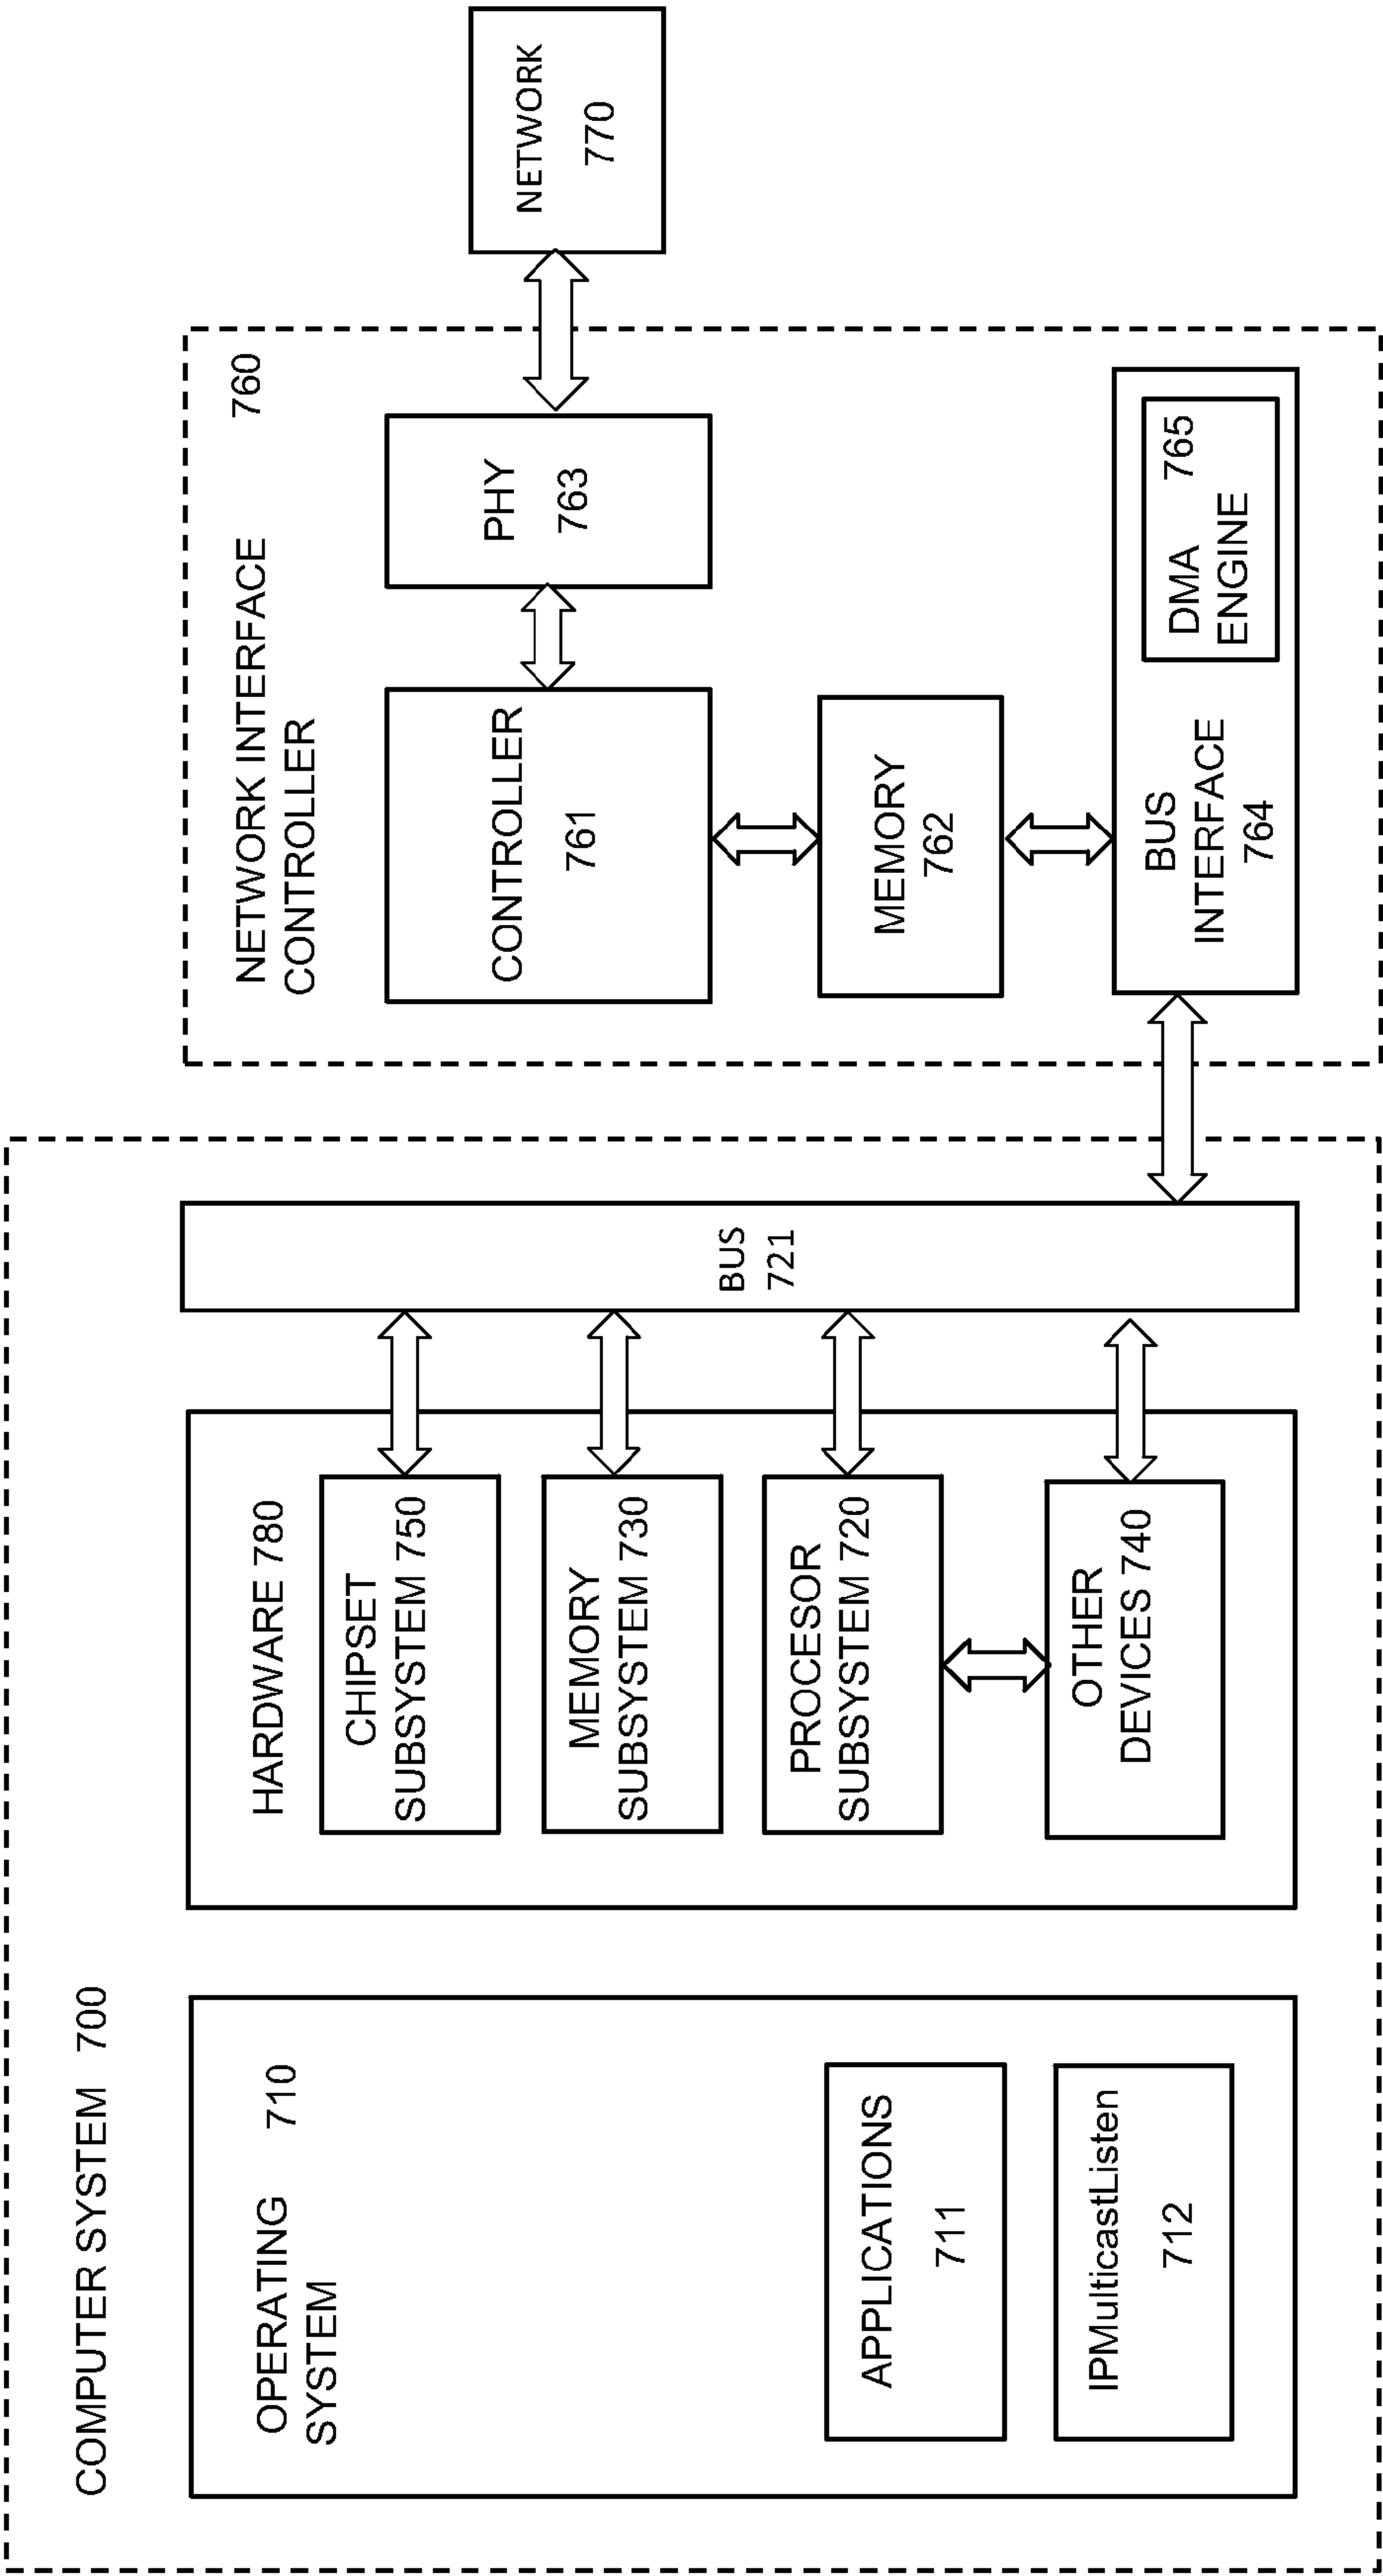 COMPUTER SYSTEM 700
OPERATING 710
SYSTEM
APPLICATIONS
711
IPMulticastListen
712
HARDWARE 780
CHIPSET
SUBSYSTEM 750
MEMORY
SUBSYSTEM 730
PROCESOR
SUBSYSTEM 720
OTHER
DEVICES 740
BUS
721
NETWORK INTERFACE 760
CONTROLLER
CONTROLLER
761
PHY
763
MEMORY
762
BUS
INTERFACE
764
DMA 765
ENGINE
NETWORK
770